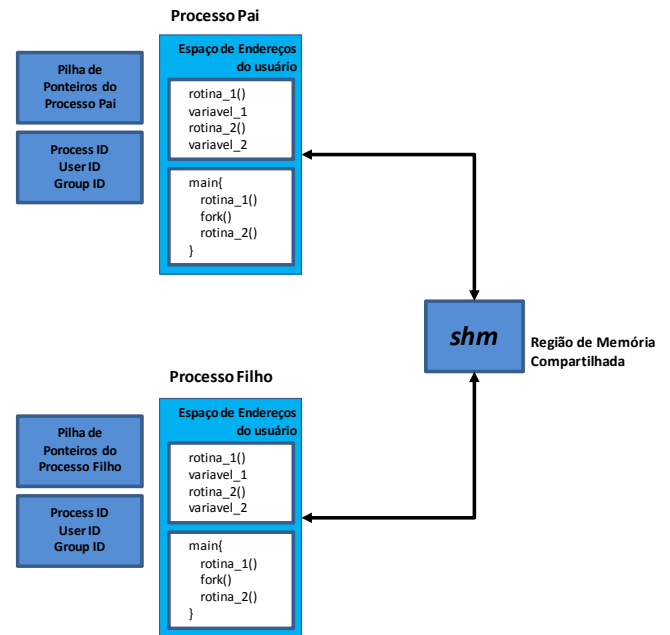 Processo Pai
Pilha de
Ponteiros do
Processo Pai
Process ID
User ID
Group ID
Espaço de Endereços
do usuário
rotina_1()
variavel_1
rotina_2()
variavel_2
main{
rotina_1()
fork()
rotina_2()
}
shm
Região de Memória
Compartilhada
Processo Filho
Pilha de
Ponteiros do
Processo Filho
Process ID
User ID
Group ID
Espaço de Endereços
do usuário
rotina_1()
variavel_1
rotina_2()
variavel_2
main{
rotina_1()
fork()
rotina_2()
}